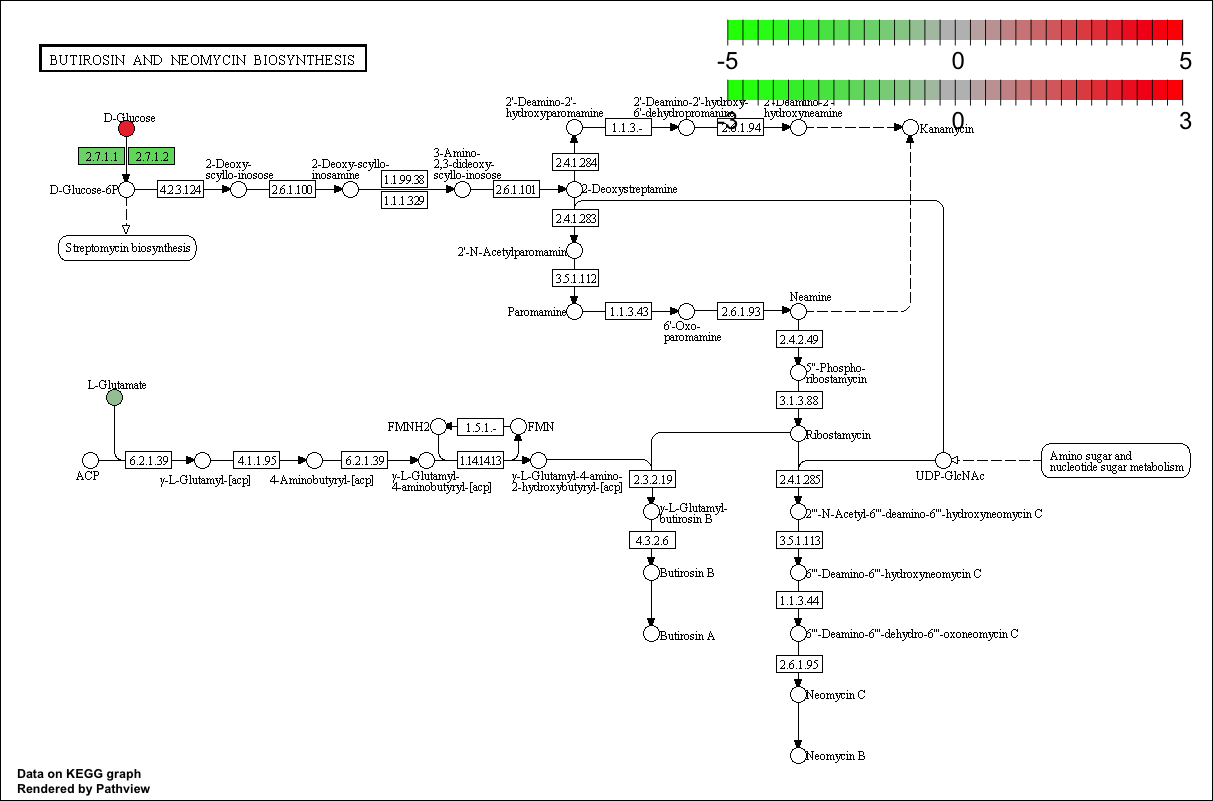 -5 0 5
BUTIROSIN AND NEOMYCIN BIOSYNTHESIS
2'-Deamino-2'-
hydroxyparomamine
2'-Deamino-2'-hydroxy-
6'-dehydroparomamine
2'-Deamino-2'-
hydroxyneamine
-3 0 3
D-Glucose
1.1.3.-
2.6.1.94
Kanamycin
2.7.1.1
2.7.1.2
2-Deoxy-
scyllo-inosose
2-Deoxy-scyllo-
inosamine
3-Amino-
2,3-dideoxy-
scyllo-inosose
2.4.1.284
D-Glucose-6P
4.2.3.124
2.6.1.100
1.1.99.38
1.1.1.329
2.6.1.101
2-Deoxystreptamine
2.4.1.283
Streptomycin biosynthesis
2'-N-Acetylparomamin
3.5.1.112
Paromamine
1.1.3.43
6'-Oxo-
paromamine
2.6.1.93
Neamine
2.4.2.49
5''-Phospho-
ribostamycin
L-Glutamate
3.1.3.88
FMNH2
1.5.1.-
FMN
Ribostamycin
ACP
6.2.1.39
γ-L-Glutamyl-[acp]
4.1.1.95
4-Aminobutyryl-[acp]
6.2.1.39
γ-L-Glutamyl-
4-aminobutyryl-[acp]
1.14.14.13
γ-L-Glutamyl-4-amino-
2-hydroxybutyryl-[acp]
2.3.2.19
2.4.1.285
UDP-GlcNAc
Amino sugar and
nucleotide sugar metabolism
γ-L-Glutamyl-
butirosin B
2'''-N-Acetyl-6'''-deamino-6'''-hydroxyneomycin C
4.3.2.6
3.5.1.113
Butirosin B
6'''-Deamino-6'''-hydroxyneomycin C
1.1.3.44
Butirosin A
6'''-Deamino-6'''-dehydro-6'''-oxoneomycin C
2.6.1.95
Neomycin C
Neomycin B
Data on KEGG graph
Rendered by Pathview